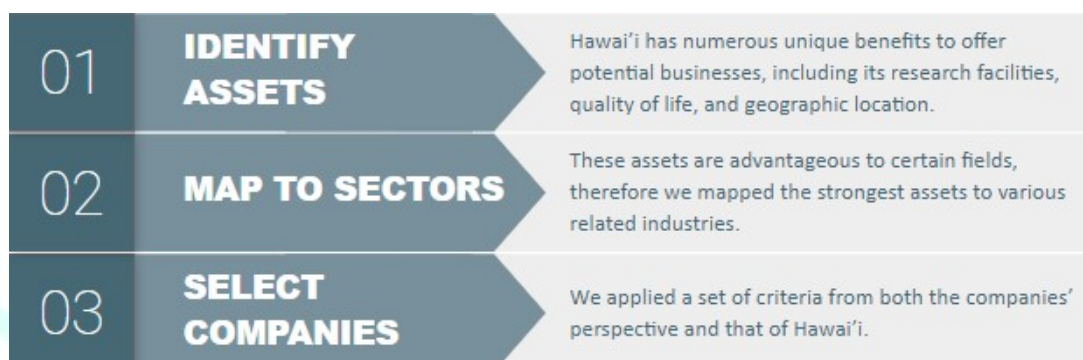 01
IDENTIFY
ASSETS
Hawai’i has numerous unique benefits to offer
potential businesses, including its research facilities,
quality of life, and geographic location.
02
MAP TO SECTORS
These assets are advantageous to certain fields,
therefore we mapped the strongest assets to various
related industries.
03
SELECT
COMPANIES
We applied a set of criteria from both the companies’
perspective and that of Hawai’i.